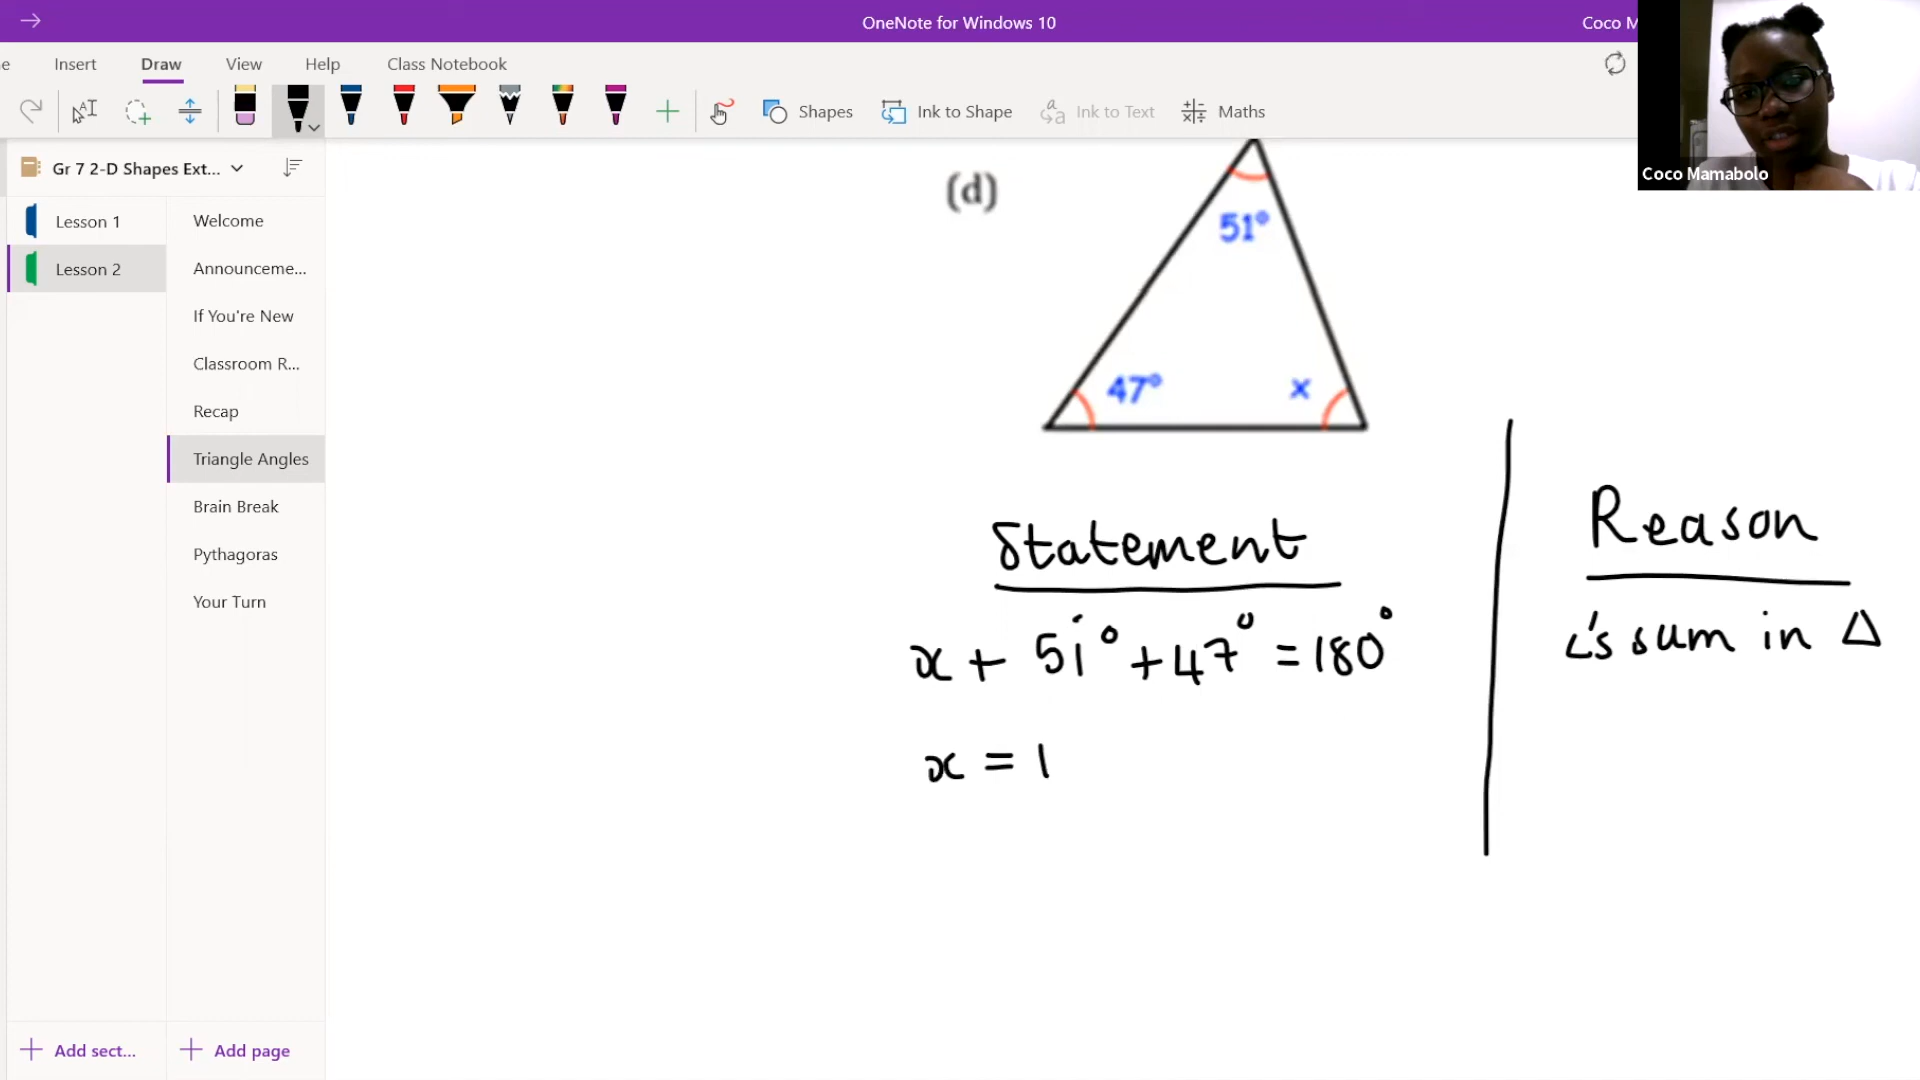 OneNote for Windows 10
Coco M
Insert Draw View Help Class Notebook
Shapes Ink to Shape Ink to Text Maths
Coco Mamabolo
Gr 7 2-D Shapes Ext...
Lesson 1
Lesson 2
Welcome
Announceme...
If You're New
Classroom R...
Recap
Triangle Angles
Brain Break
Pythagoras
Your Turn
Add sect...
Add page
(d)
51°
47° x
Statement
x + 51° + 47° = 180°
x = 1
Reason
∠'s sum in Δ